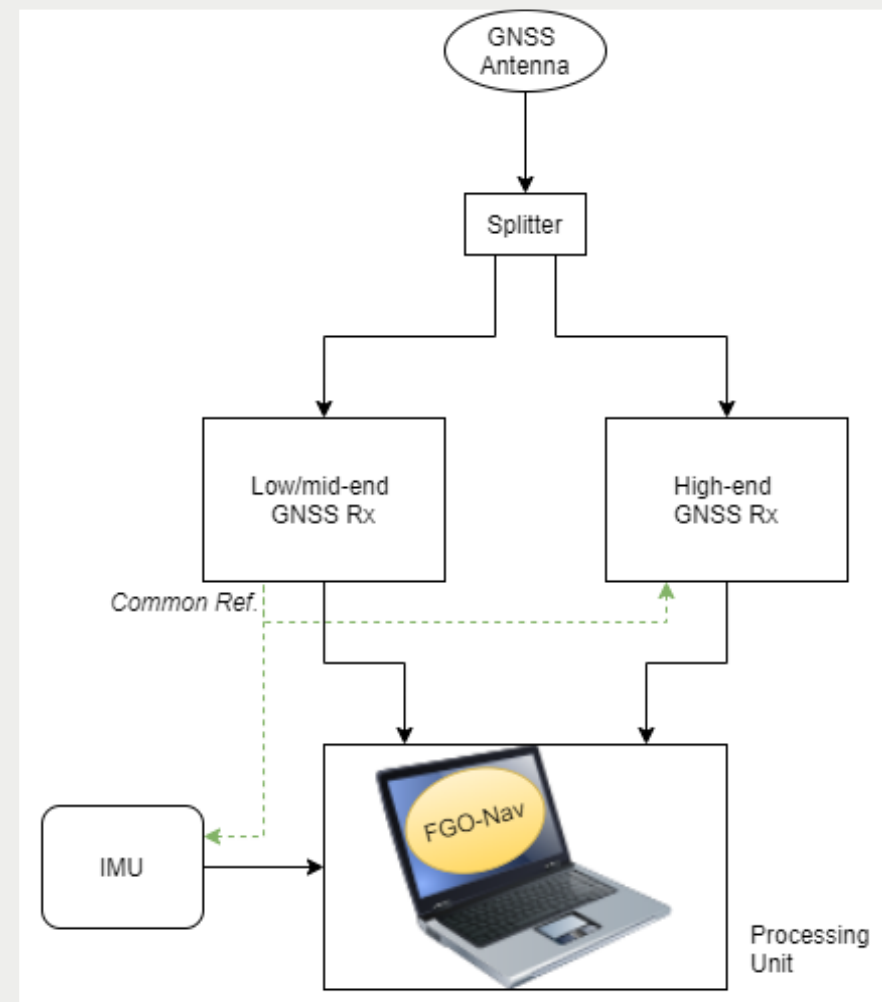 GNSS
Antenna
Splitter
Low/mid-end
GNSS Rx
High-end
GNSS Rx
Common Ref.
FGO-Nav
IMU
Processing
Unit